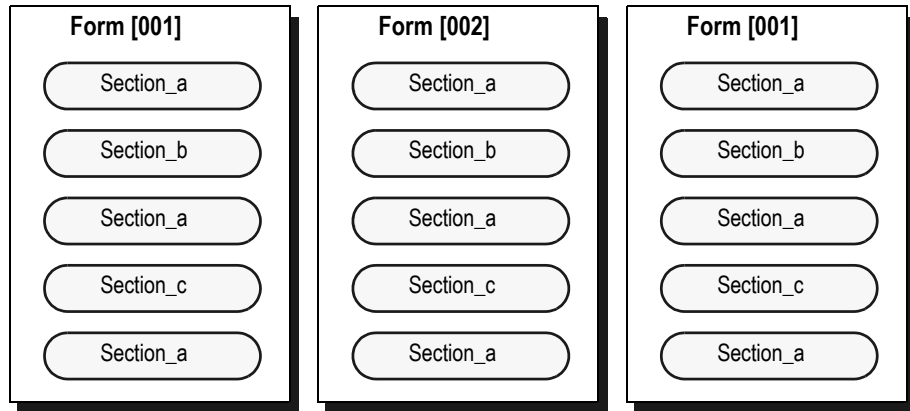 Form [001]
Section_a
Section_b
Section_a
Section_c
Section_a
Form [002]
Section_a
Section_b
Section_a
Section_c
Section_a
Form [001]
Section_a
Section_b
Section_a
Section_c
Section_a